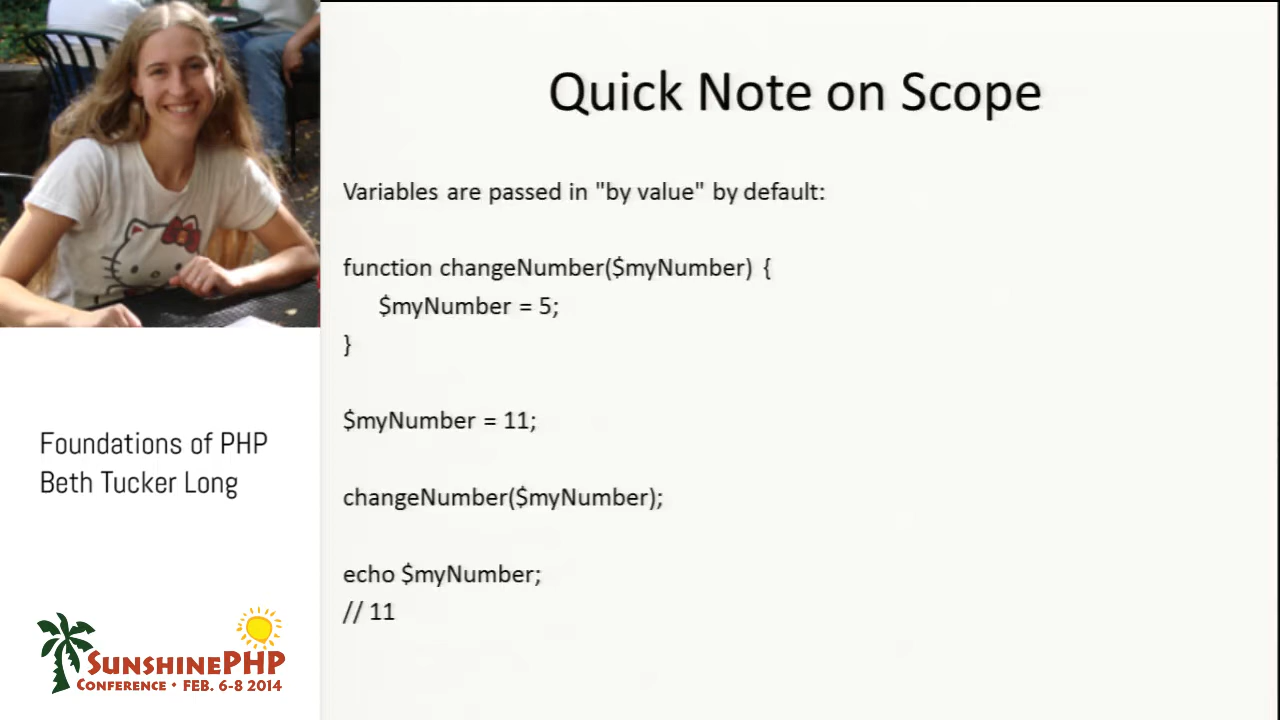 Quick Note on Scope
Variables are passed in "by value" by default:
function changeNumber($myNumber) {
$myNumber = 5;
}
$myNumber = 11;
changeNumber($myNumber);
echo $myNumber;
// 11
Foundations of PHP
Beth Tucker Long
SUNSHINEPHP
CONFERENCE • FEB. 6-8 2014